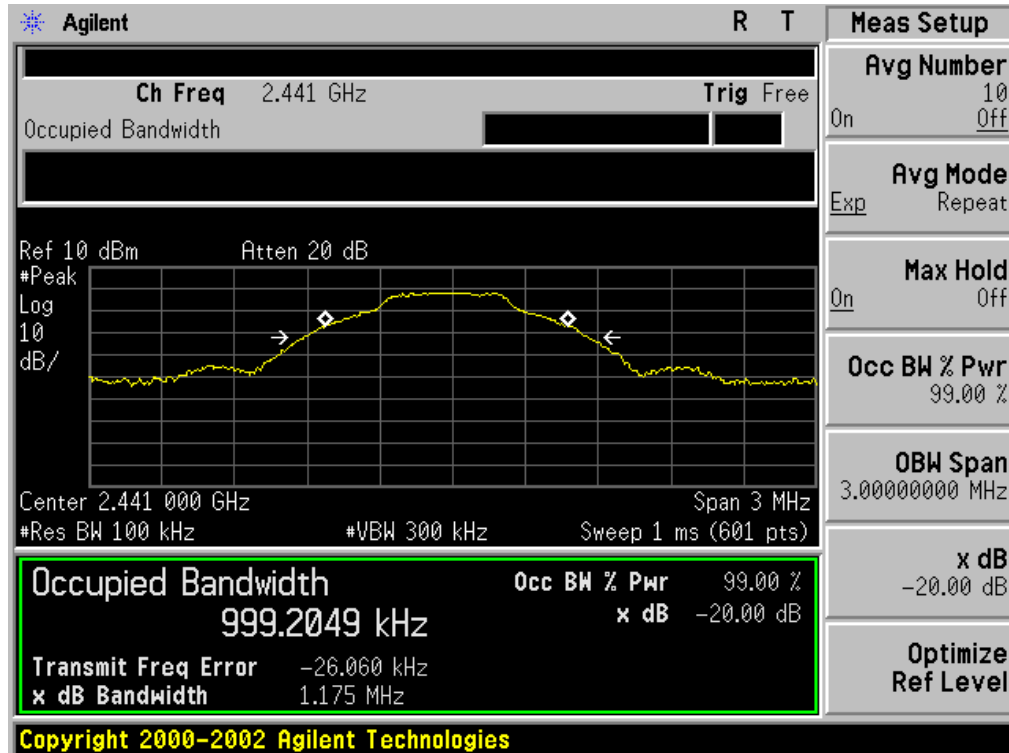 Agilent R T
Ch Freq 2.441 GHz Trig Free
Occupied Bandwidth
Ref 10 dBm Atten 20 dB
#Peak
Log
10
dB/
Center 2.441 000 GHz Span 3 MHz
#Res BW 100 kHz #VBW 300 kHz Sweep 1 ms (601 pts)
Occupied Bandwidth
999.2049 kHz
Occ BW % Pwr 99.00 %
x dB -20.00 dB
Transmit Freq Error -26.060 kHz
x dB Bandwidth 1.175 MHz
Copyright 2000-2002 Agilent Technologies
Meas Setup
Avg Number
10
On Off
Avg Mode
Exp Repeat
Max Hold
On Off
Occ BW % Pwr
99.00 %
OBW Span
3.00000000 MHz
x dB
-20.00 dB
Optimize
Ref Level